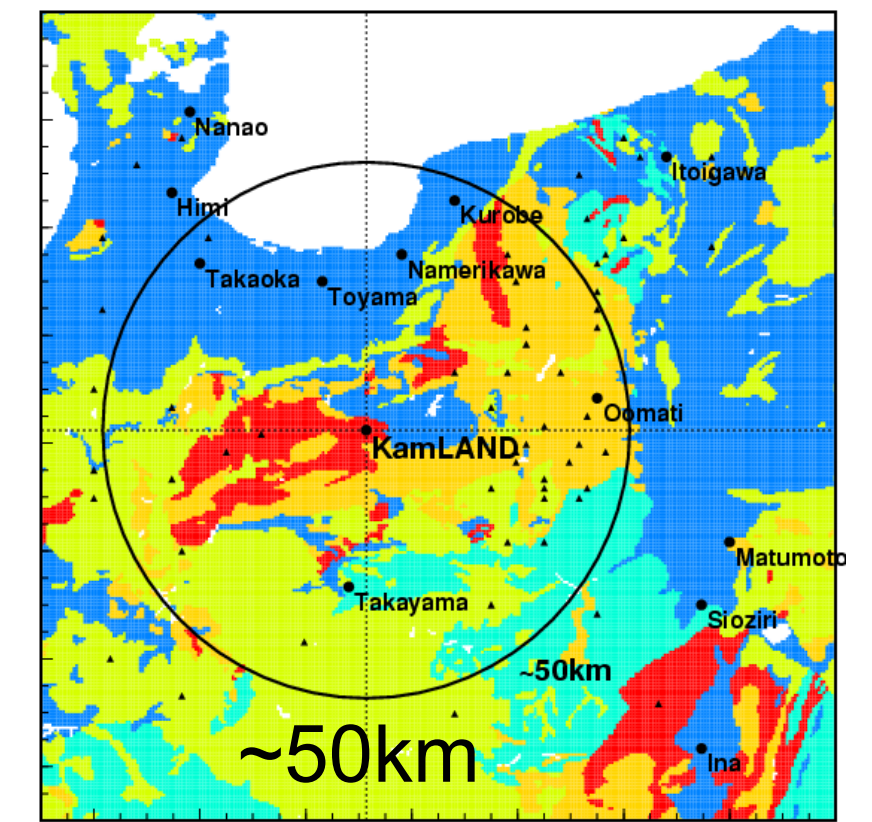 Nanao
Itoigawa
Himi
Kurobe
Namerikawa
Takaoka
Toyama
Oomati
KamLAND
Matumoto
Takayama
Sioziri
~50km
~50km
Ina